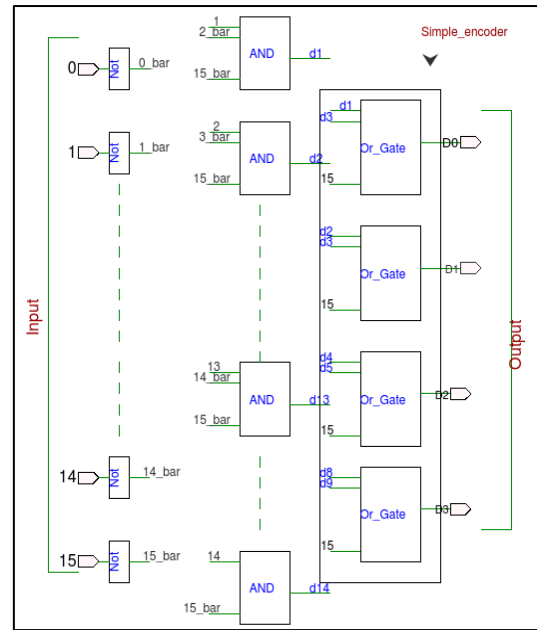 Simple_encoder
Input
0
Not
0_bar
1
Not
1_bar
14
Not
14_bar
15
Not
15_bar
1
2_bar
15_bar
AND
d1
2
3_bar
15_bar
AND
d2
13
14_bar
15_bar
AND
d13
14
15_bar
AND
d14
d1
d3
15
Or_Gate
D0
d2
d3
15
Or_Gate
D1
d4
d5
15
Or_Gate
D2
d8
d9
15
Or_Gate
D3
Output